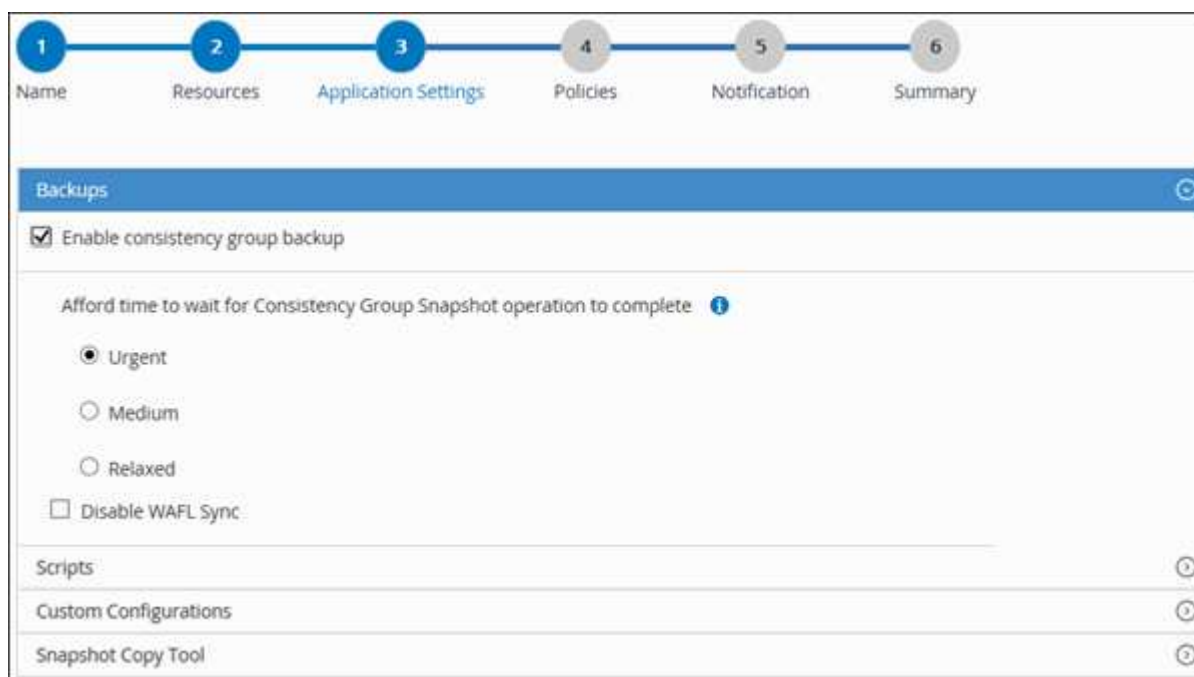 1 2 3 4 5 6
Name Resources Application Settings Policies Notification Summary
Backups
Enable consistency group backup
Afford time to wait for Consistency Group Snapshot operation to complete
Urgent
Medium
Relaxed
Disable WAFL Sync
Scripts
Custom Configurations
Snapshot Copy Tool